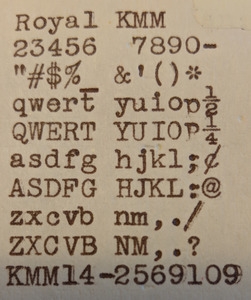 Royal KMM
23456 7890-
"#$% &'()*
qwert yuiop½
QWERT YUIOP¼
asdfg hjkl;¢
ASDFG HJKL:@
zxcvb nm,./
ZXCVB NM,.?
KMM14-2569109